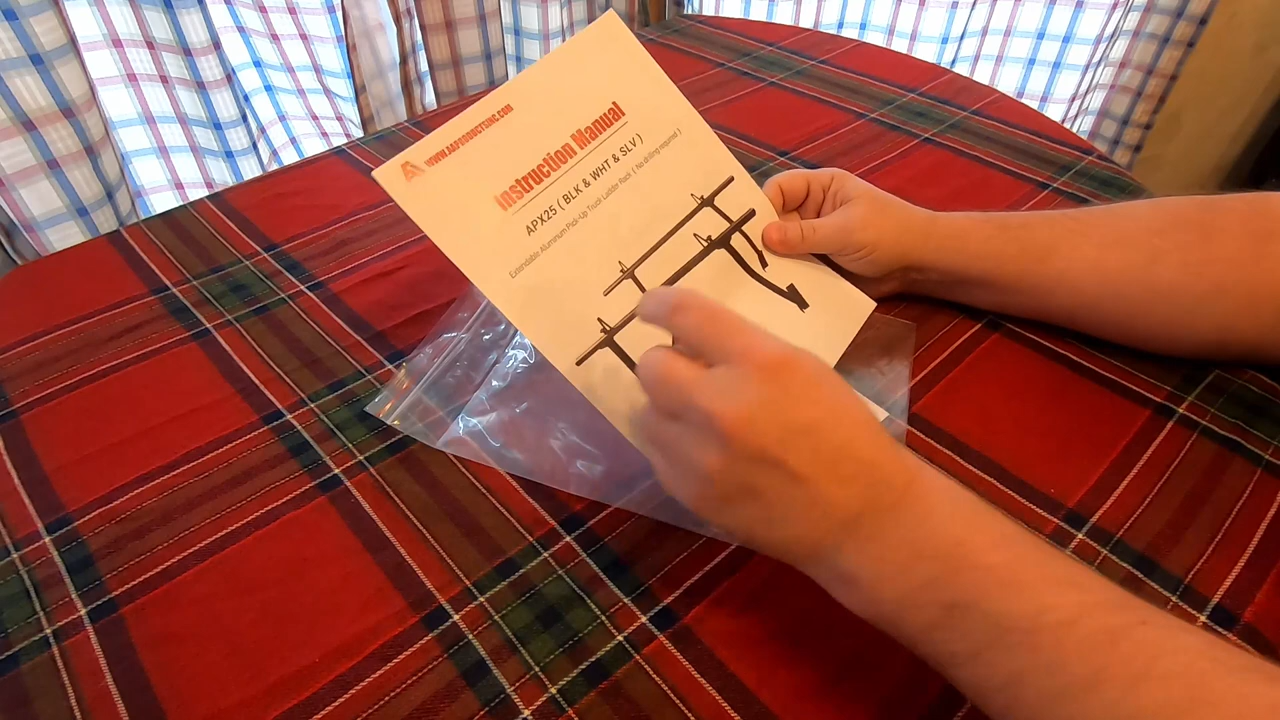 WWW.AAPRODUCTSINC.COM
Instruction Manual
APX25 ( BLK & WHT & SLV )
Extendable Aluminum Pick-Up Truck Ladder Rack ( No drilling required )